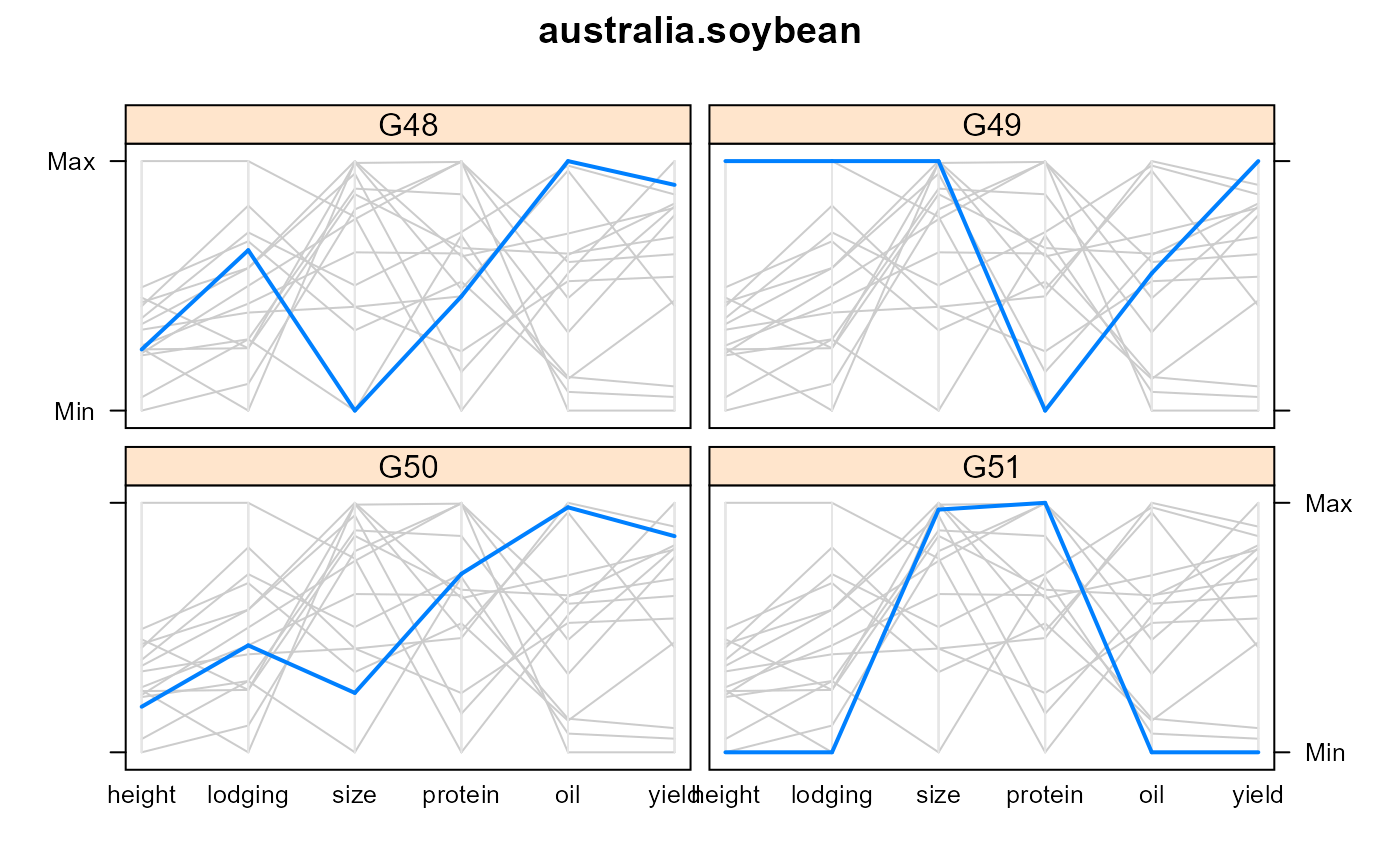 australia.soybean
G48 G49
Max
Min
G50 G51
Max
Min
height lodging size protein oil yield height lodging size protein oil yield